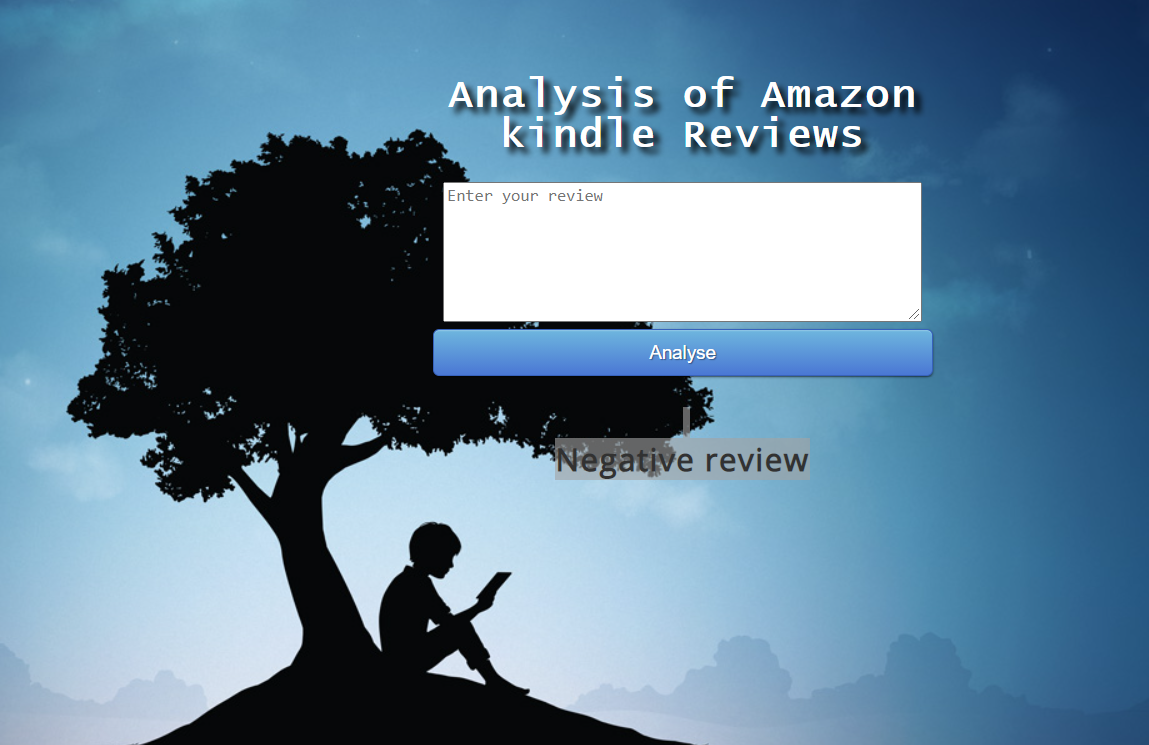 Analysis of Amazon
kindle Reviews
Enter your review
Analyse
Negative review